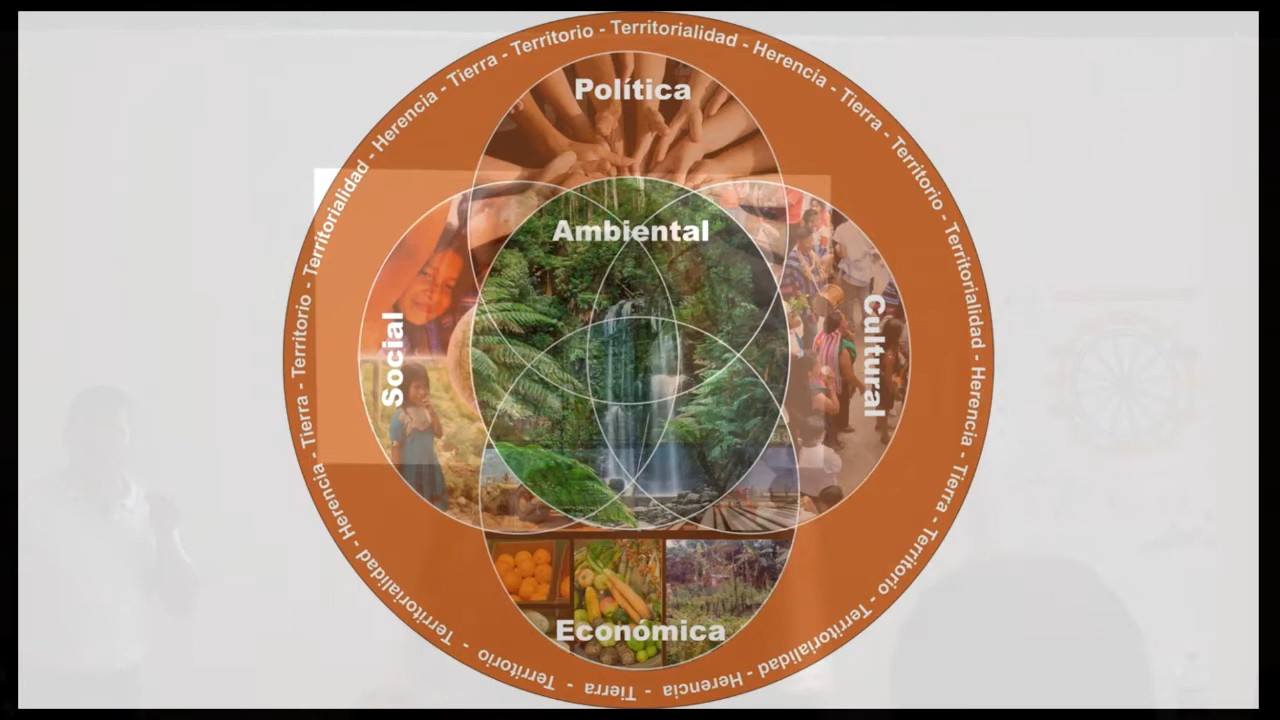 Tierra - Territorio - Territorialidad - Herencia - Tierra - Territorio - Territorialidad - Herencia - Tierra - Territorio - Territorialidad - Herencia - Tierra - Territorio - Territorialidad - Herencia - Tierra - Territorio - Territorialidad - Herencia -
Política
Ambiental
Social
Cultural
Económica